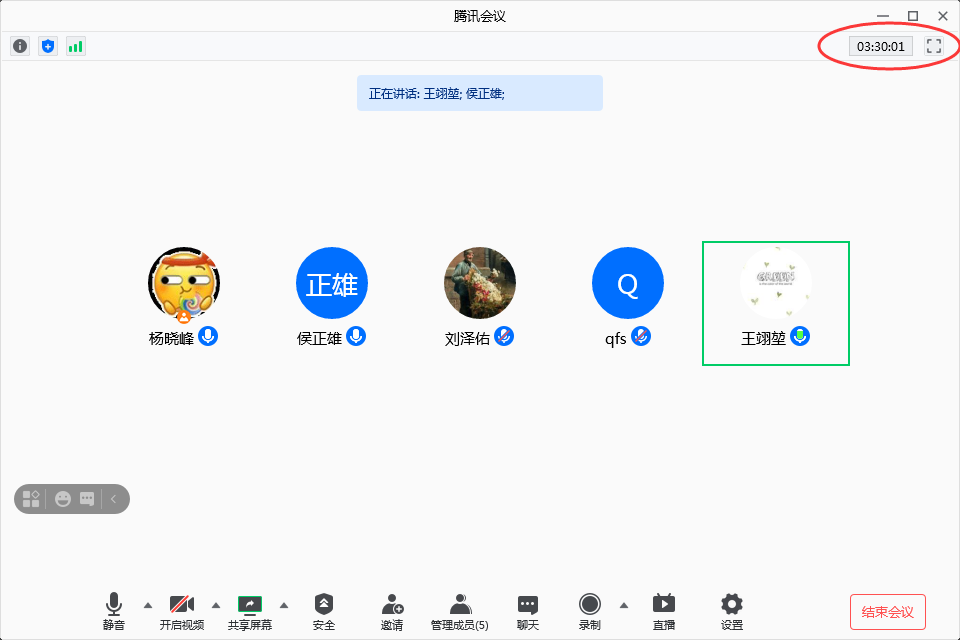 腾讯会议
03:30:01
正在讲话: 王翊堃; 侯正雄;
正雄
Q
GREEN
杨晓峰
侯正雄
刘泽佑
qfs
王翊堃
静音
开启视频
共享屏幕
安全
邀请
管理成员(5)
聊天
录制
直播
设置
结束会议